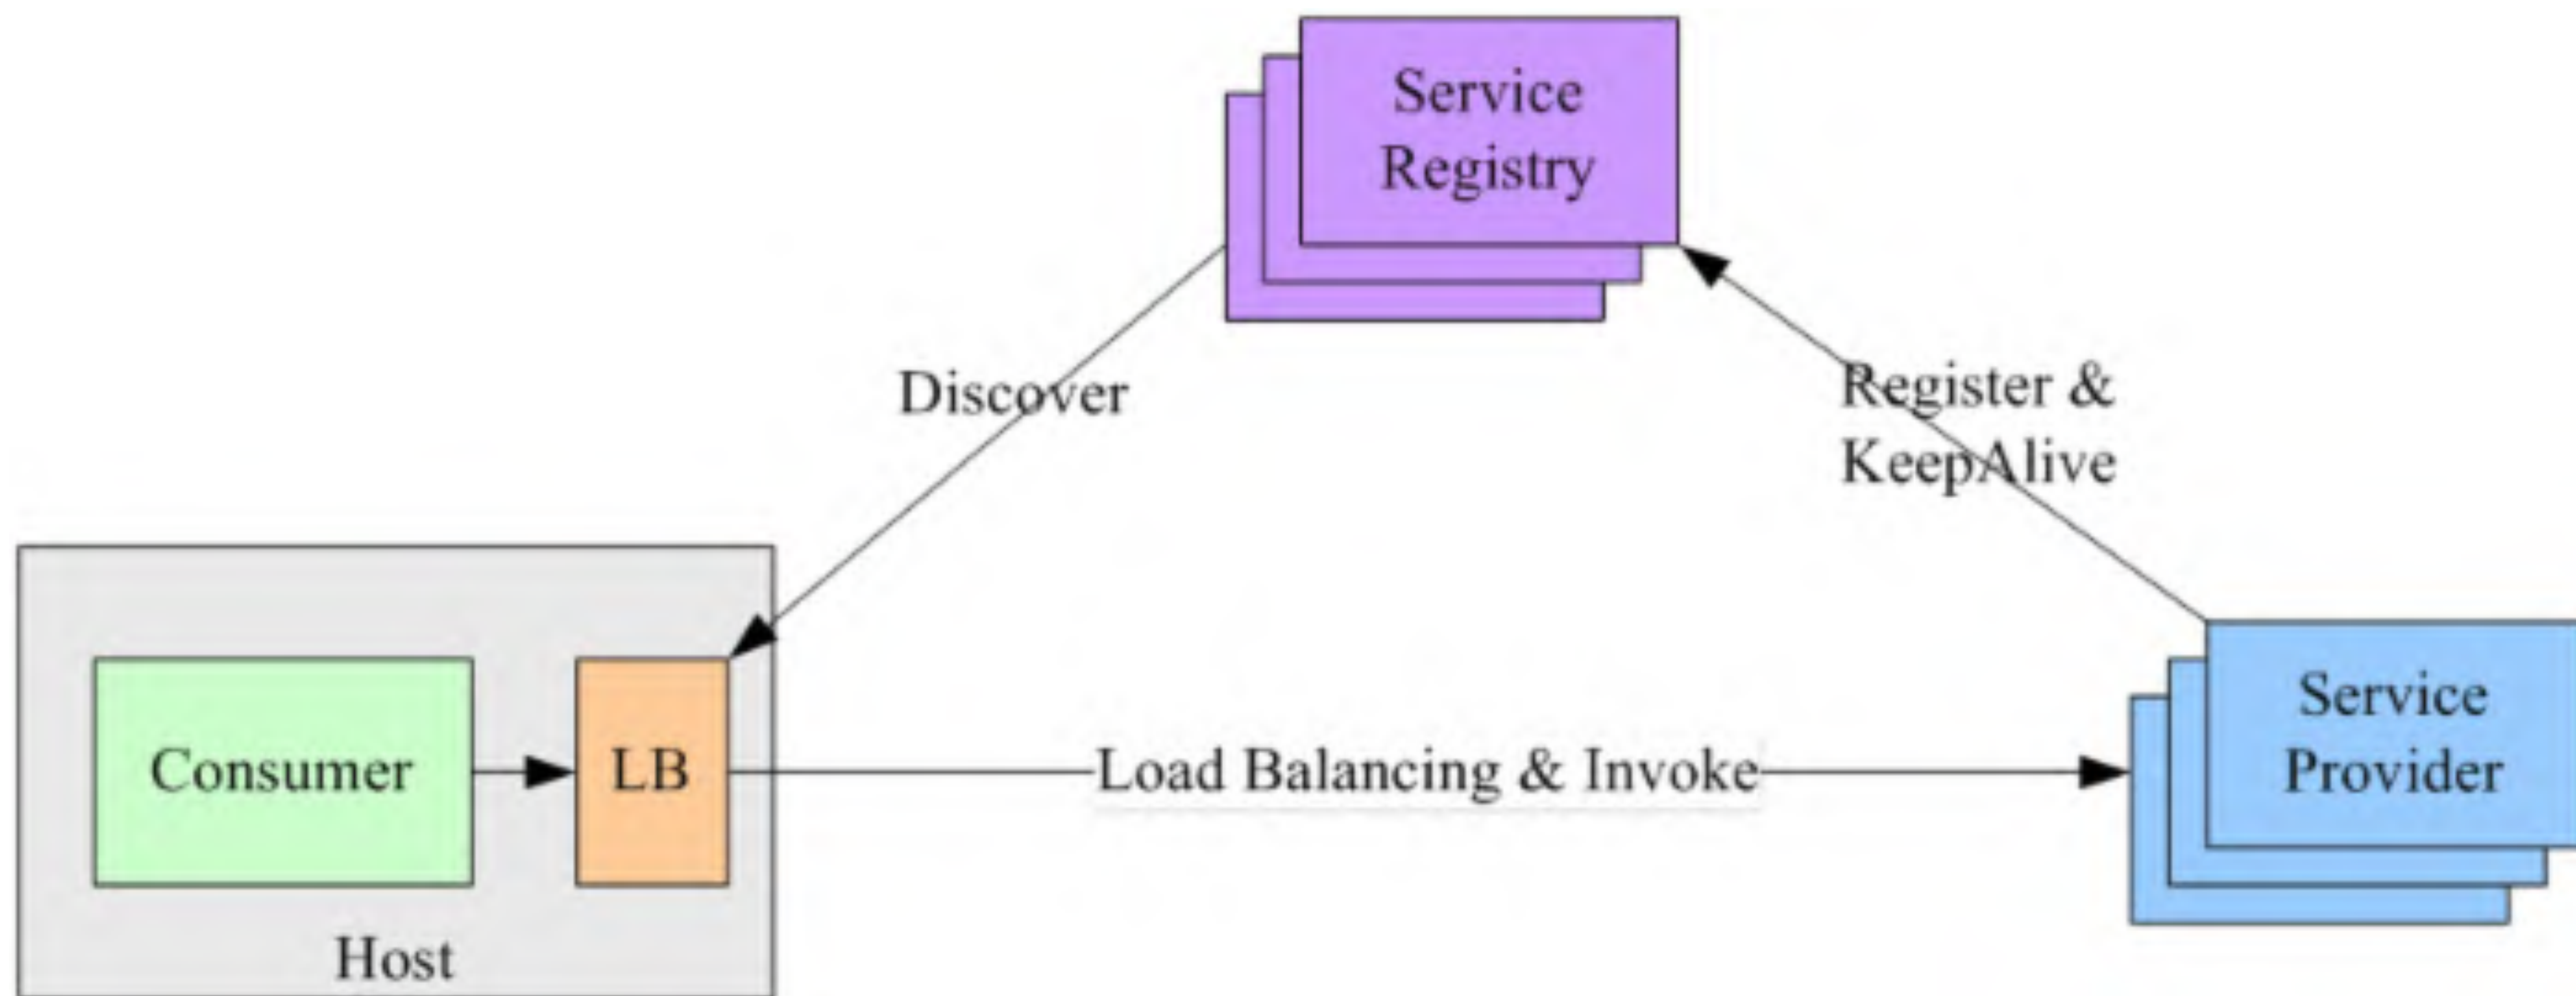 Service
Registry
Discover
Register &
KeepAlive
Consumer
LB
Load Balancing & Invoke
Service
Provider
Host